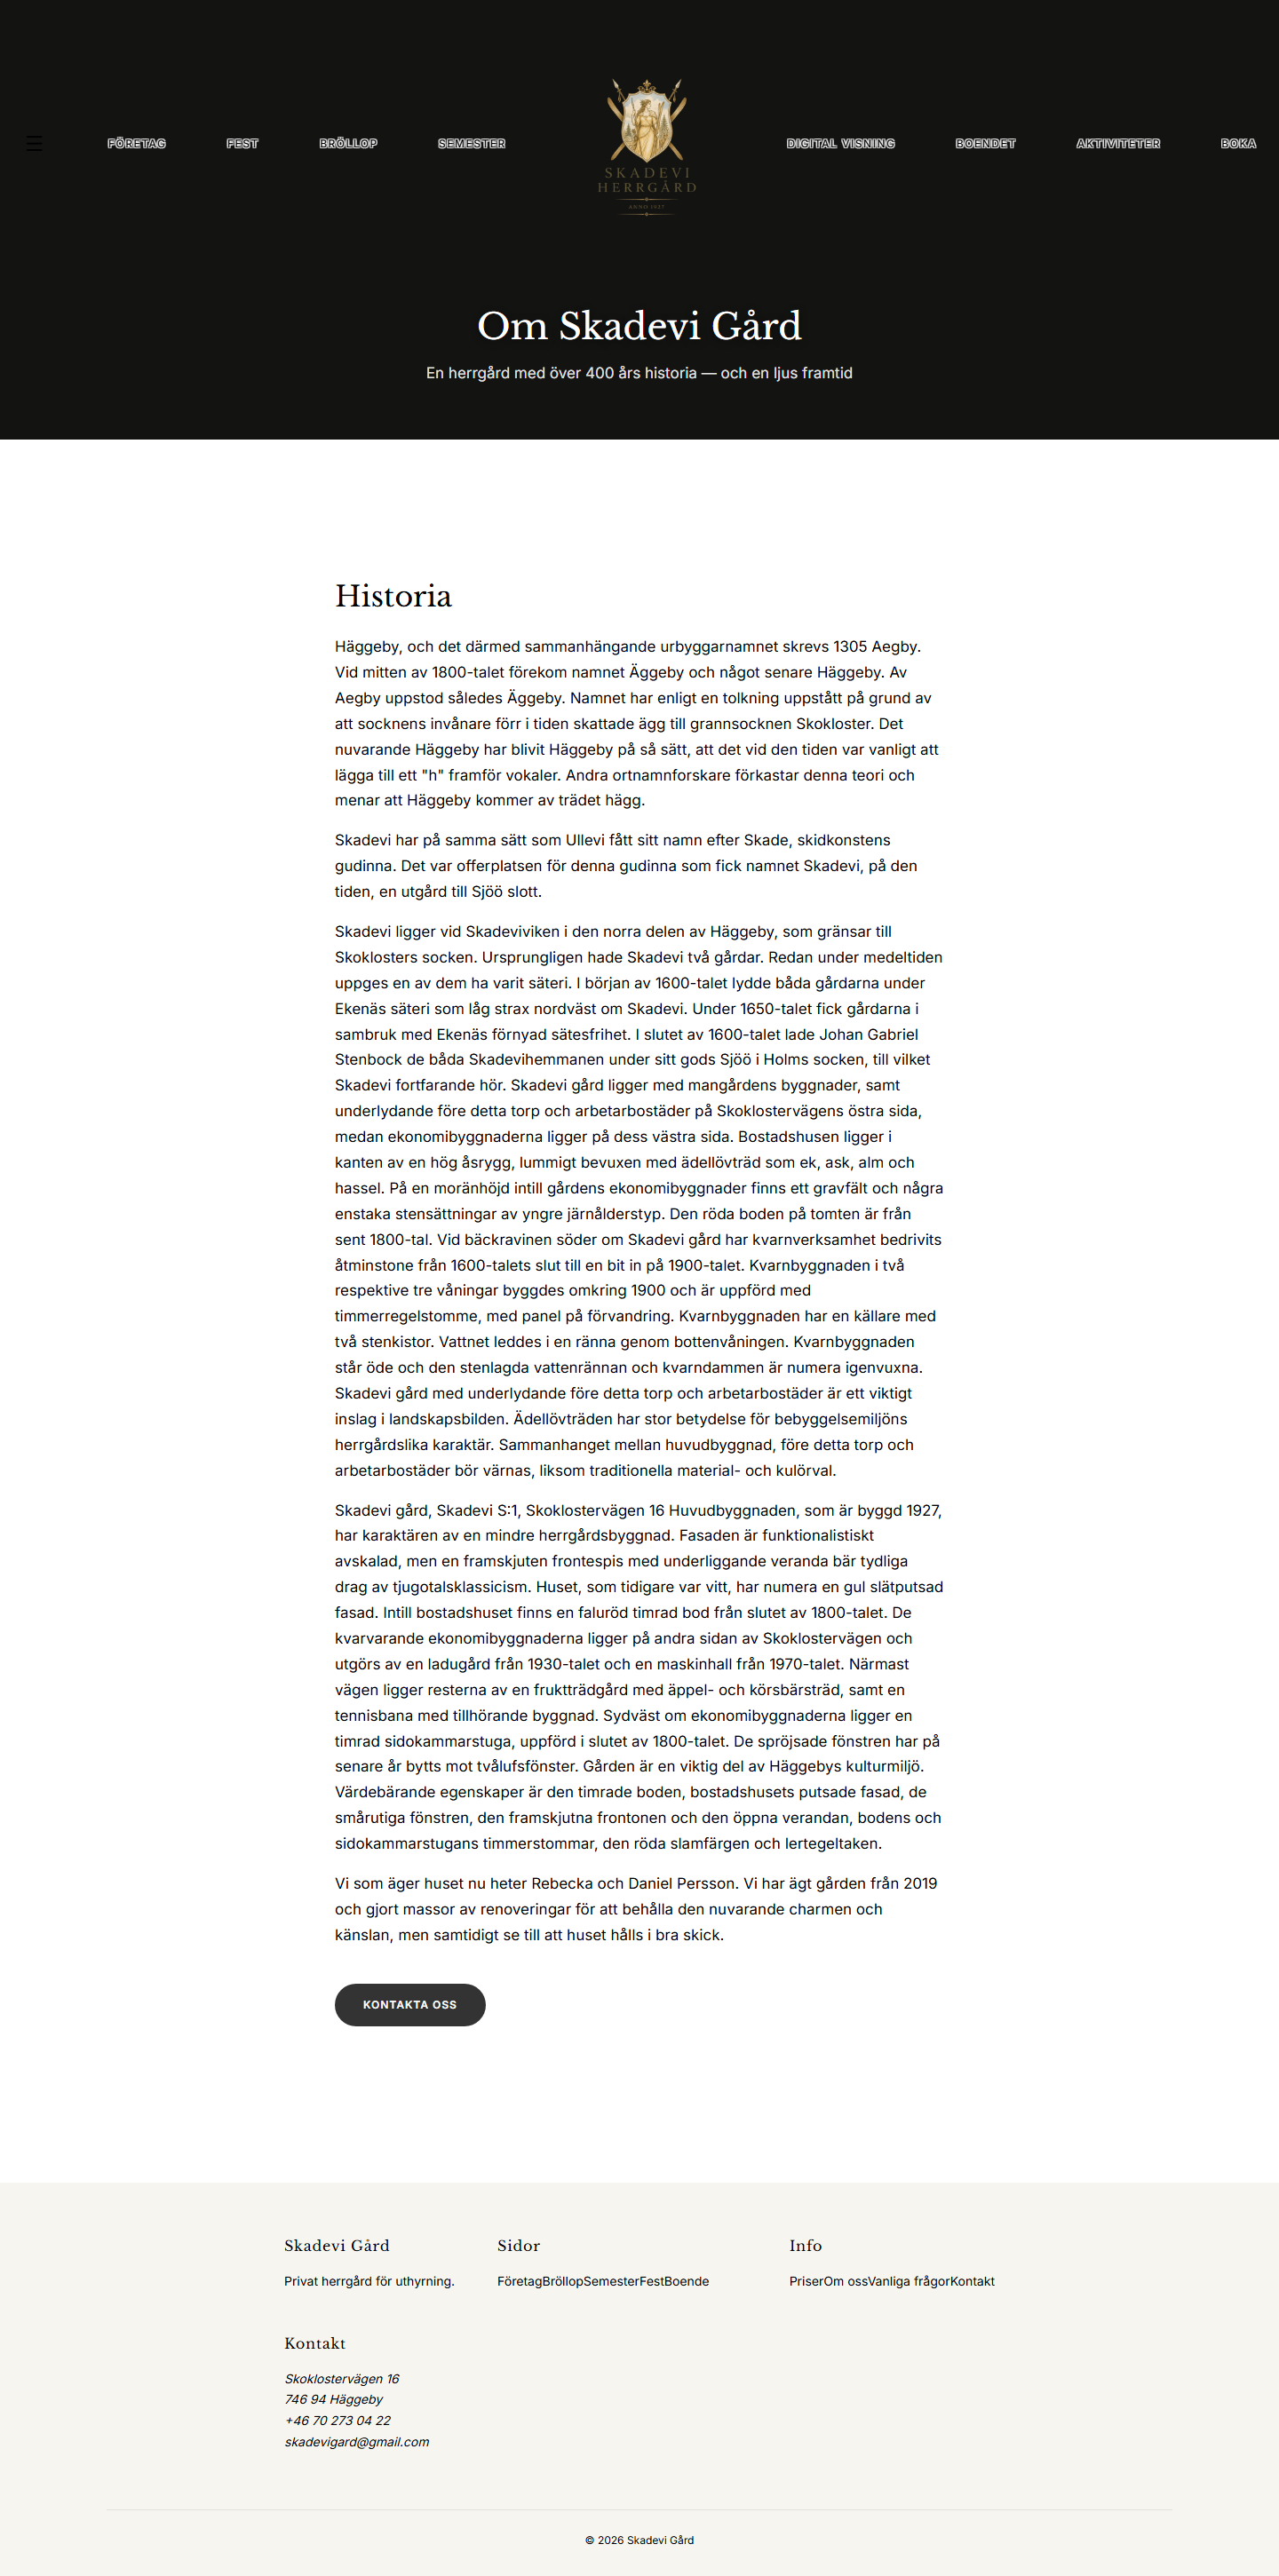 FÖRETAG
FEST
BRÖLLOP
SEMESTER
SKADEVI
HERRGÅRD
ANNO 1927
DIGITAL VISNING
BOENDET
AKTIVITETER
BOKA
Om Skadevi Gård
En herrgård med över 400 års historia — och en ljus framtid
Historia
Häggeby, och det därmed sammanhängande urbyggarnamnet skrevs 1305 Aegby.
Vid mitten av 1800-talet förekom namnet Äggeby och något senare Häggeby. Av
Aegby uppstod således Äggeby. Namnet har enligt en tolkning uppstått på grund av
att socknens invånare förr i tiden skattade ägg till grannsocknen Skokloster. Det
nuvarande Häggeby har blivit Häggeby på så sätt, att det vid den tiden var vanligt att
lägga till ett "h" framför vokaler. Andra ortnamnforskare förkastar denna teori och
menar att Häggeby kommer av trädet hägg.
Skadevi har på samma sätt som Ullevi fått sitt namn efter Skade, skidkonstens
gudinna. Det var offerplatsen för denna gudinna som fick namnet Skadevi, på den
tiden, en utgård till Sjöö slott.
Skadevi ligger vid Skadeviviken i den norra delen av Häggeby, som gränsar till
Skoklosters socken. Ursprungligen hade Skadevi två gårdar. Redan under medeltiden
uppges en av dem ha varit säteri. I början av 1600-talet lydde båda gårdarna under
Ekenäs säteri som låg strax nordväst om Skadevi. Under 1650-talet fick gårdarna i
sambruk med Ekenäs förnyad sätesfrihet. I slutet av 1600-talet lade Johan Gabriel
Stenbock de båda Skadevihemmanen under sitt gods Sjöö i Holms socken, till vilket
Skadevi fortfarande hör. Skadevi gård ligger med mangårdens byggnader, samt
underlydande före detta torp och arbetarbostäder på Skoklostervägens östra sida,
medan ekonomibyggnaderna ligger på dess västra sida. Bostadshusen ligger i
kanten av en hög åsrygg, lummigt bevuxen med ädellövträd som ek, ask, alm och
hassel. På en moränhöjd intill gårdens ekonomibyggnader finns ett gravfält och några
enstaka stensättningar av yngre järnålderstyp. Den röda boden på tomten är från
sent 1800-tal. Vid bäckravinen söder om Skadevi gård har kvarnverksamhet bedrivits
åtminstone från 1600-talets slut till en bit in på 1900-talet. Kvarnbyggnaden i två
respektive tre våningar byggdes omkring 1900 och är uppförd med
timmerregelstomme, med panel på förvandring. Kvarnbyggnaden har en källare med
två stenkistor. Vattnet leddes i en ränna genom bottenvåningen. Kvarnbyggnaden
står öde och den stenlagda vattenrännan och kvarndammen är numera igenvuxna.
Skadevi gård med underlydande före detta torp och arbetarbostäder är ett viktigt
inslag i landskapsbilden. Ädellövträden har stor betydelse för bebyggelsemiljöns
herrgårdslika karaktär. Sammanhanget mellan huvudbyggnad, före detta torp och
arbetarbostäder bör värnas, liksom traditionella material- och kulörval.
Skadevi gård, Skadevi S:1, Skoklostervägen 16 Huvudbyggnaden, som är byggd 1927,
har karaktären av en mindre herrgårdsbyggnad. Fasaden är funktionalistiskt
avskalad, men en framskjuten frontespis med underliggande veranda bär tydliga
drag av tjugotalsklassicism. Huset, som tidigare var vitt, har numera en gul slätputsad
fasad. Intill bostadshuset finns en faluröd timrad bod från slutet av 1800-talet. De
kvarvarande ekonomibyggnaderna ligger på andra sidan av Skoklostervägen och
utgörs av en ladugård från 1930-talet och en maskinhall från 1970-talet. Närmast
vägen ligger resterna av en fruktträdgård med äppel- och körsbärsträd, samt en
tennisbana med tillhörande byggnad. Sydväst om ekonomibyggnaderna ligger en
timrad sidokammarstuga, uppförd i slutet av 1800-talet. De spröjsade fönstren har på
senare år bytts mot tvålufsfönster. Gården är en viktig del av Häggebys kulturmiljö.
Värdebärande egenskaper är den timrade boden, bostadshusets putsade fasad, de
smårutiga fönstren, den framskjutna frontonen och den öppna verandan, bodens och
sidokammarstugans timmerstommar, den röda slamfärgen och lertegeltaken.
Vi som äger huset nu heter Rebecka och Daniel Persson. Vi har ägt gården från 2019
och gjort massor av renoveringar för att behålla den nuvarande charmen och
känslan, men samtidigt se till att huset hålls i bra skick.
KONTAKTA OSS
Skadevi Gård
Privat herrgård för uthyrning.
Sidor
FöretagBröllopSemesterFestBoende
Info
PriserOm ossVanliga frågorKontakt
Kontakt
Skoklostervägen 16
746 94 Häggeby
+46 70 273 04 22
skadevigard@gmail.com
© 2026 Skadevi Gård